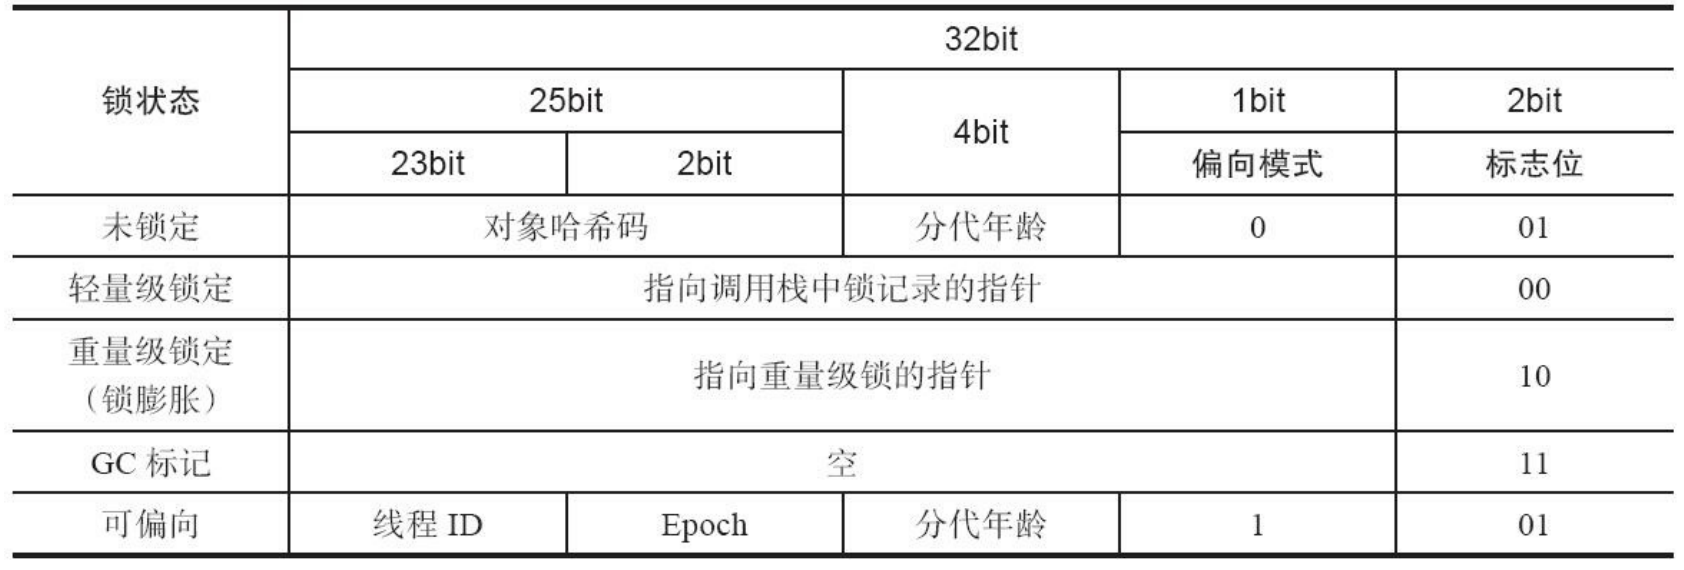 锁状态
32bit
25bit
4bit
1bit
2bit
23bit
2bit
偏向模式
标志位
未锁定
对象哈希码
分代年龄
0
01
轻量级锁定
指向调用栈中锁记录的指针
00
重量级锁定
（锁膨胀）
指向重量级锁的指针
10
GC 标记
空
11
可偏向
线程 ID
Epoch
分代年龄
1
01